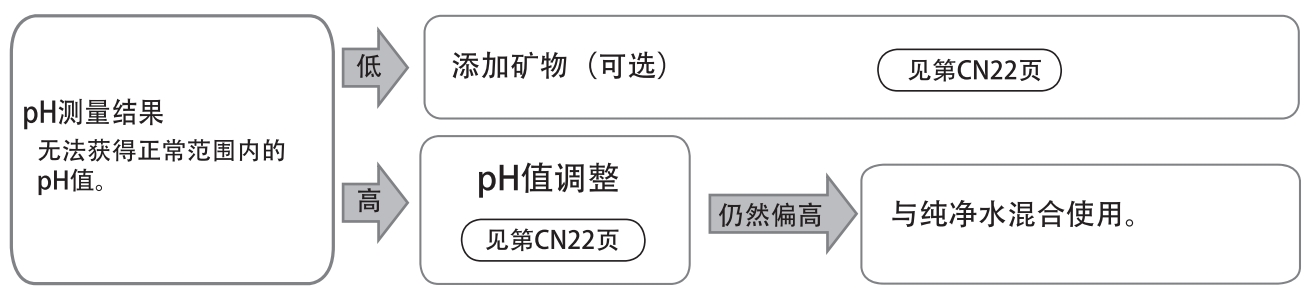 pH测量结果
无法获得正常范围内的
pH值。
低
添加矿物（可选）
见第CN22页
高
pH值调整
见第CN22页
仍然偏高
与纯净水混合使用。